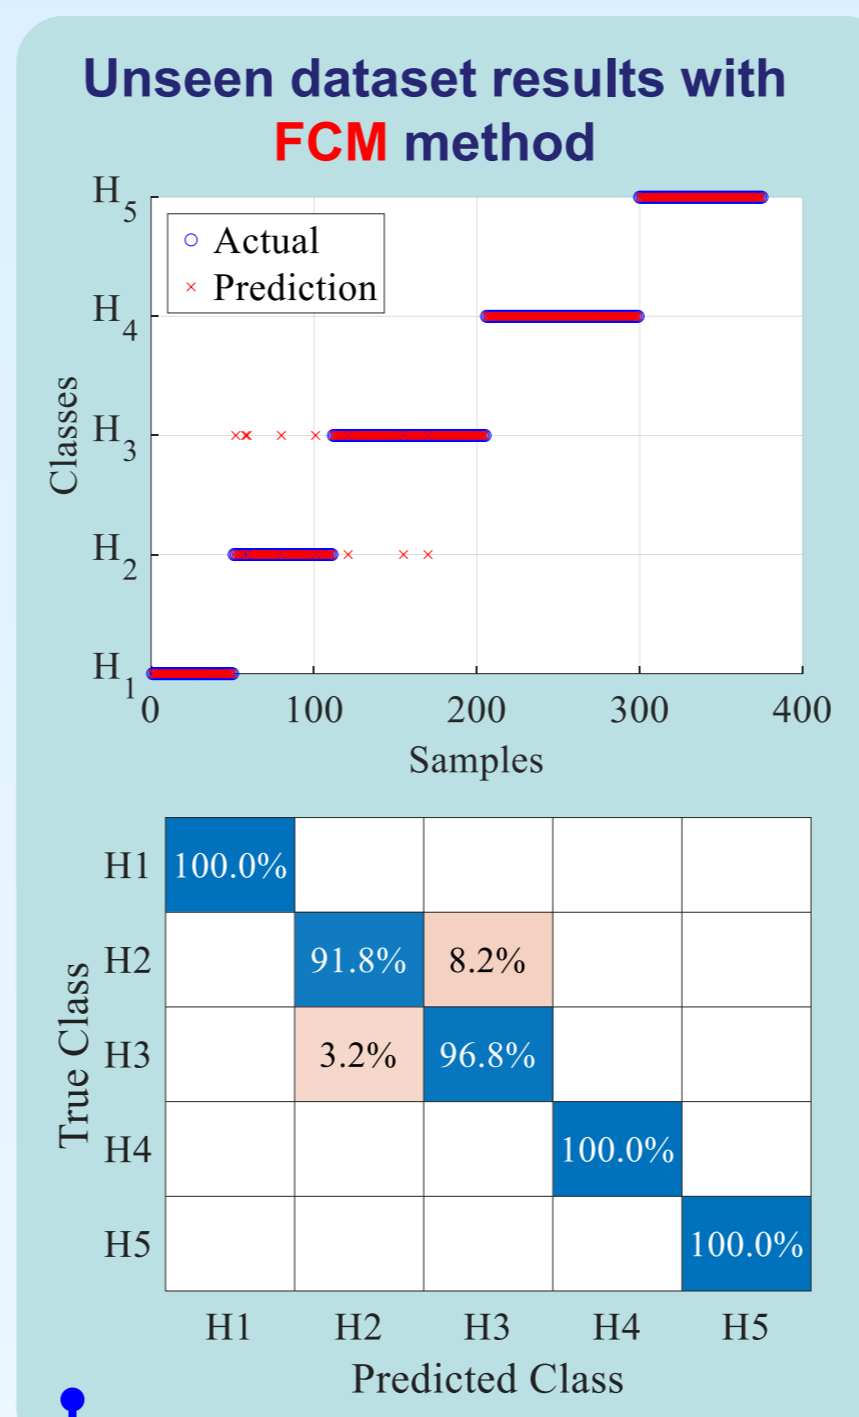 Unseen dataset results with
FCM method
H5
Actual
Prediction
H4
H3
H2
H1
Classes
0 100 200 300 400
Samples
H1 100.0%
H2 91.8% 8.2%
H3 3.2% 96.8%
H4 100.0%
H5 100.0%
True Class
H1 H2 H3 H4 H5
Predicted Class